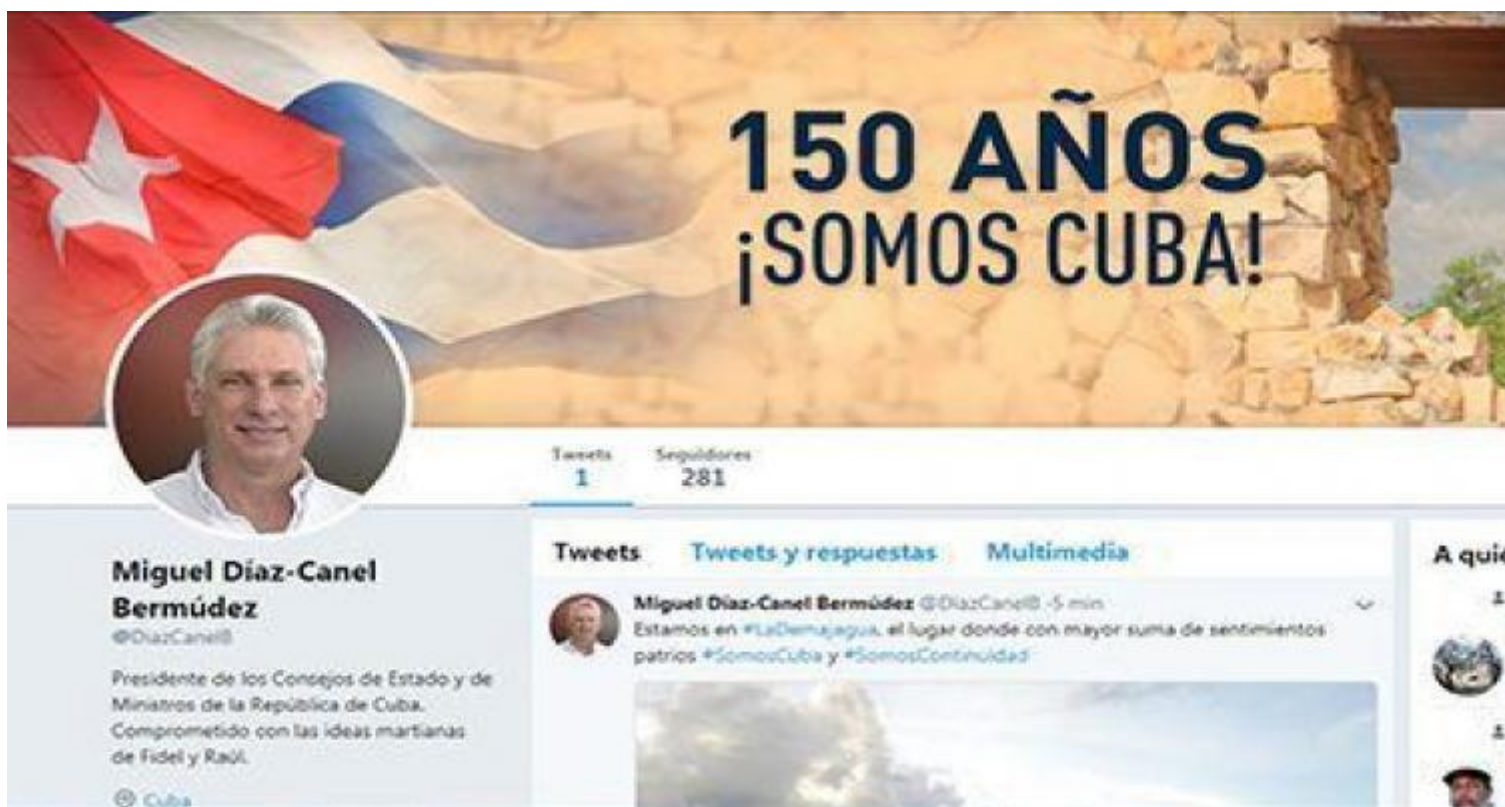 150 AÑOS
¡SOMOS CUBA!
Tweets
1
Seguidores
281
Miguel Díaz-Canel
Bermúdez
@DiazCanelB
Presidente de los Consejos de Estado y de
Ministros de la República de Cuba.
Comprometido con las ideas martianas
de Fidel y Raúl.
Cuba
Tweets Tweets y respuestas Multimedia
Miguel Díaz-Canel Bermúdez @DiazCanelB · 5 min
Estamos en #LaDemajagua, el lugar donde con mayor suma de sentimientos
patrios #SomosCuba y #SomosContinuidad
A quie